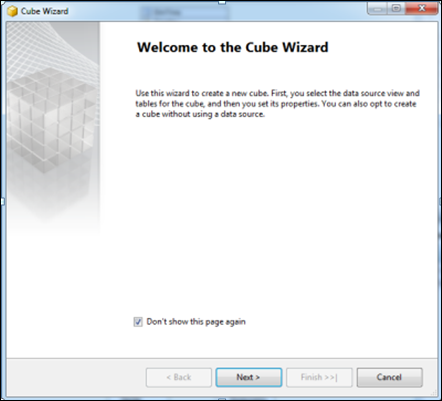 Cube Wizard
Welcome to the Cube Wizard
Use this wizard to create a new cube. First, you select the data source view and
tables for the cube, and then you set its properties. You can also opt to create
a cube without using a data source.
Don't show this page again
< Back
Next >
Finish >>|
Cancel